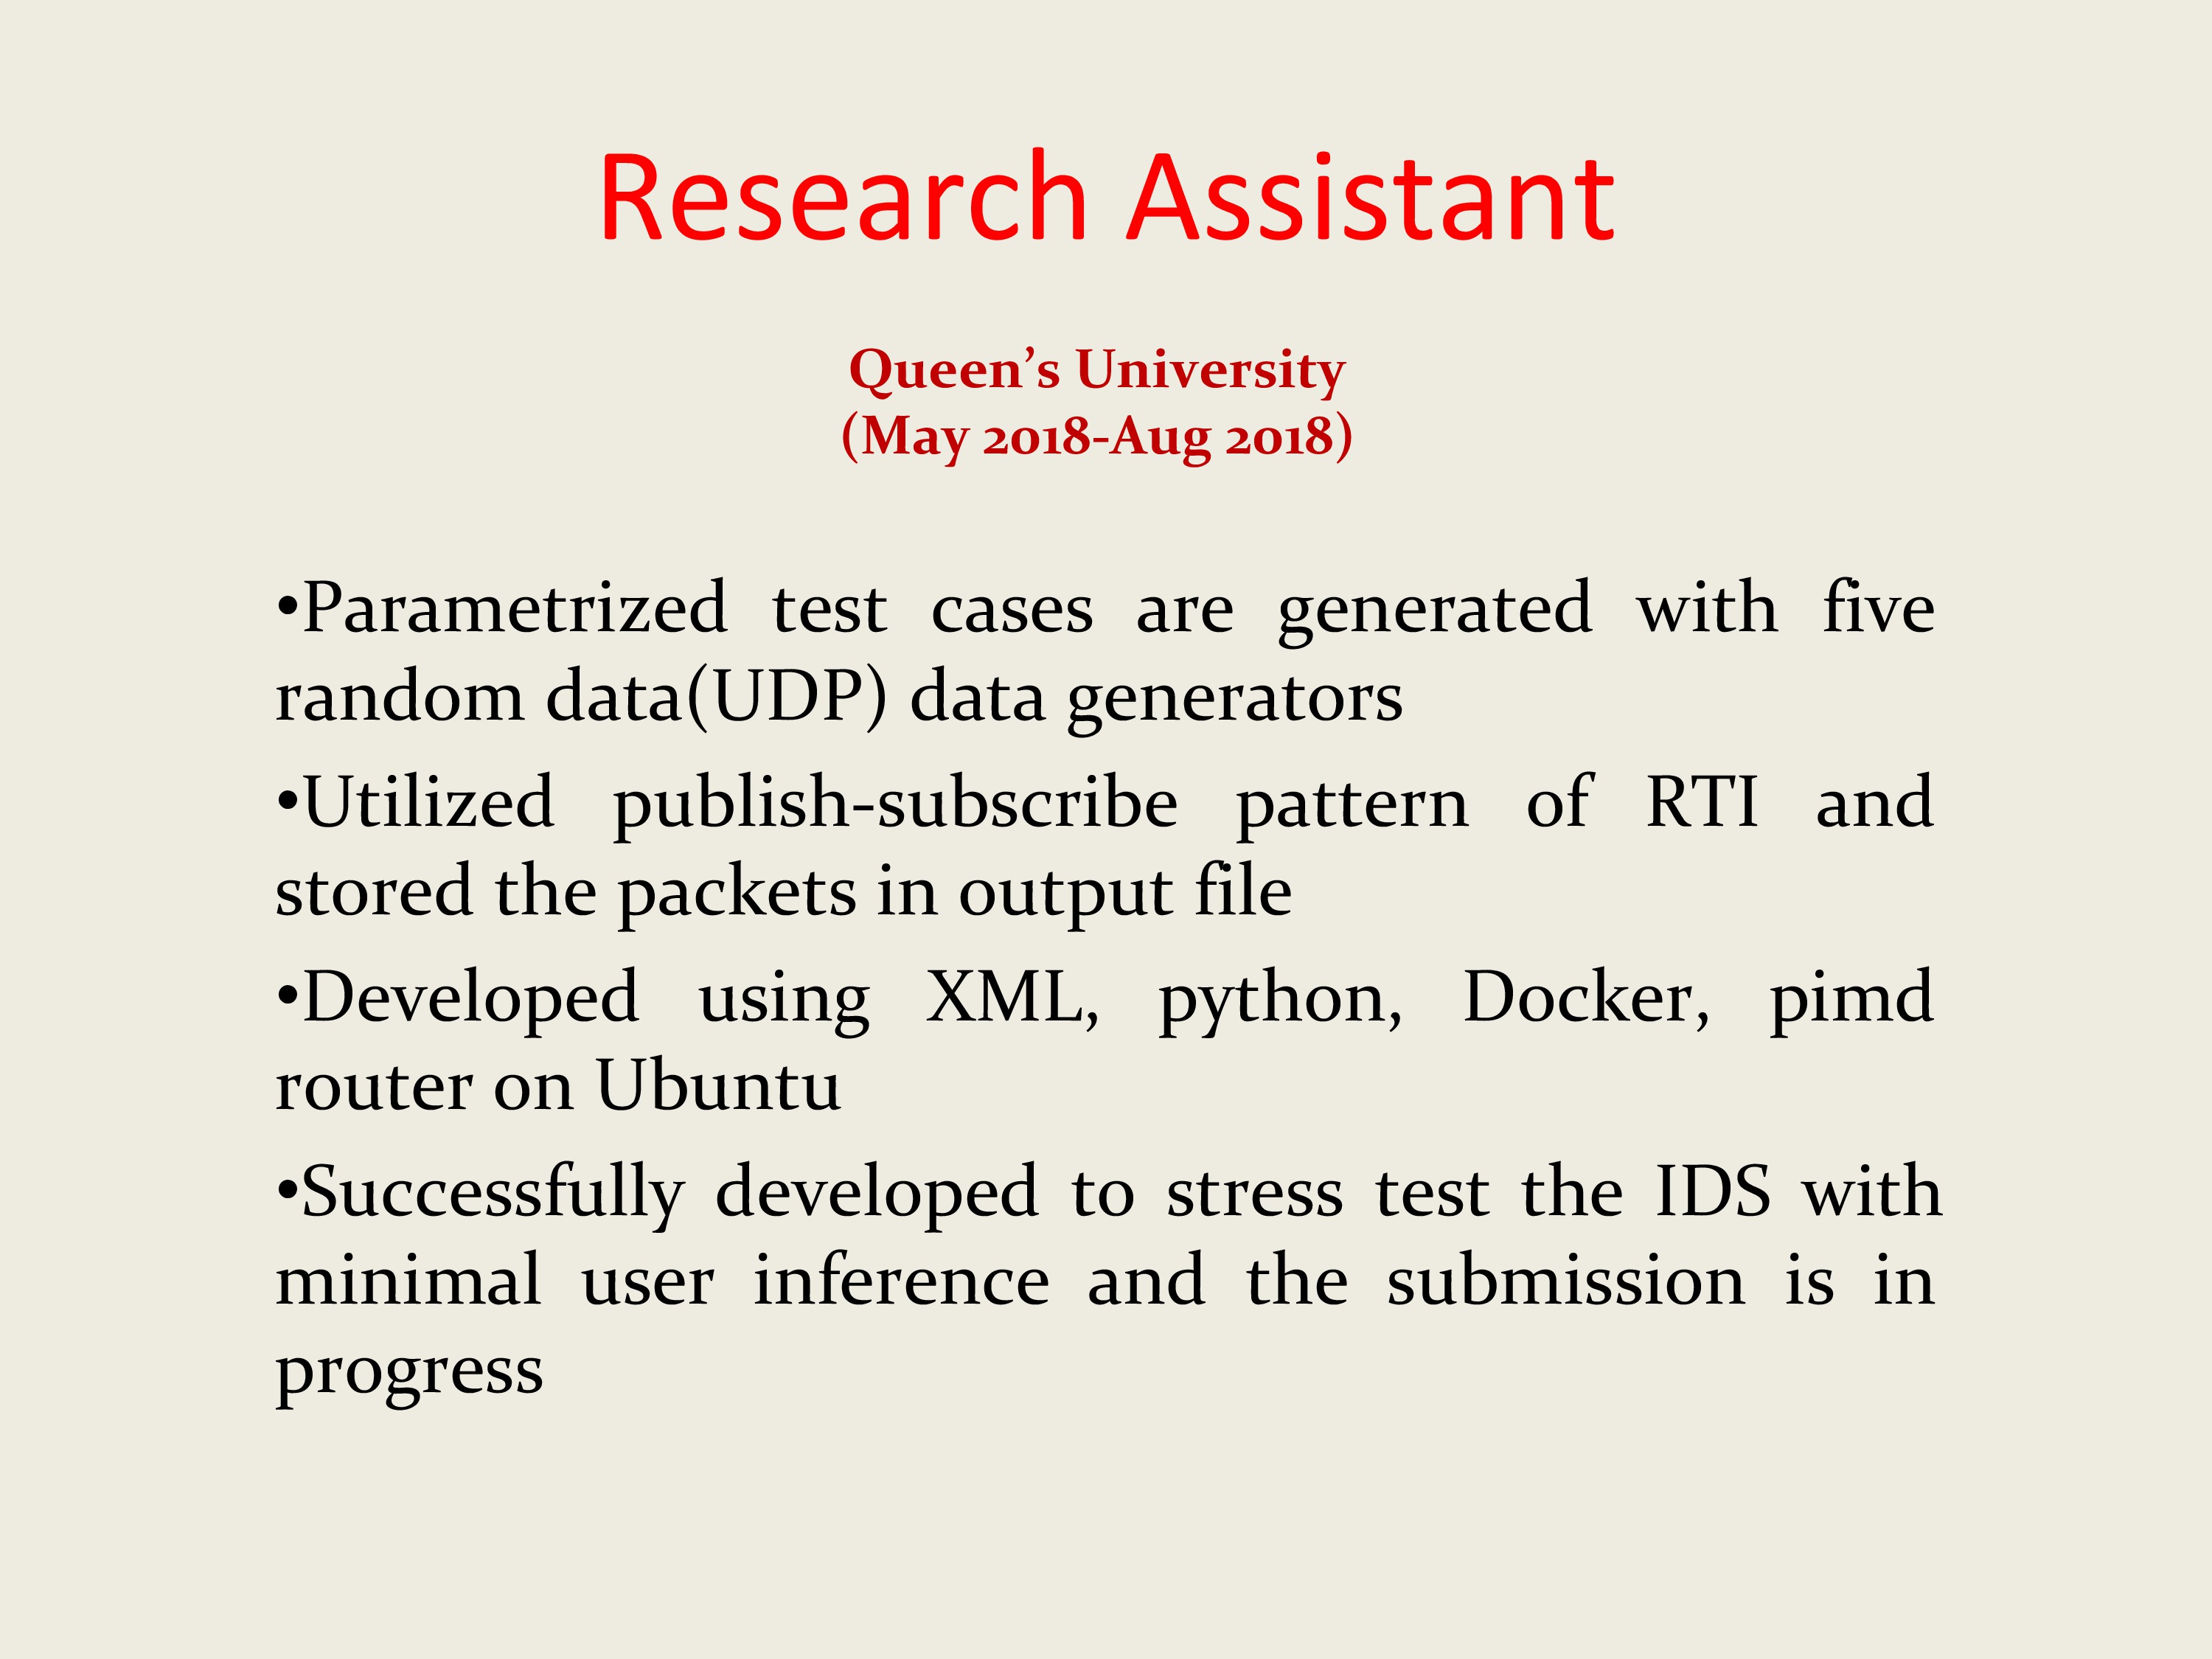 Research Assistant
Queen’s University
(May 2018-Aug 2018)
•Parametrized test cases are generated with five
random data(UDP) data generators
•Utilized publish-subscribe pattern of RTI and
stored the packets in output file
•Developed using XML, python, Docker, pimd
router on Ubuntu
•Successfully developed to stress test the IDS with
minimal user inference and the submission is in
progress